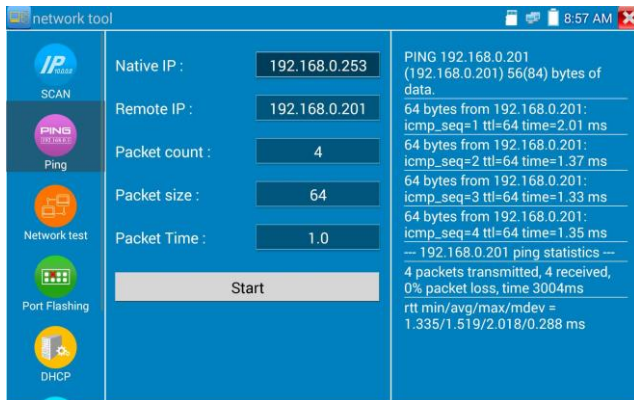 network tool
8:57 AM
IP
10000
SCAN
PING
Ping
Network test
Port Flashing
DHCP
Native IP :
192.168.0.253
Remote IP :
192.168.0.201
Packet count :
4
Packet size :
64
Packet Time :
1.0
Start
PING 192.168.0.201
(192.168.0.201) 56(84) bytes of
data.
64 bytes from 192.168.0.201:
icmp_seq=1 ttl=64 time=2.01 ms
64 bytes from 192.168.0.201:
icmp_seq=2 ttl=64 time=1.37 ms
64 bytes from 192.168.0.201:
icmp_seq=3 ttl=64 time=1.33 ms
64 bytes from 192.168.0.201:
icmp_seq=4 ttl=64 time=1.35 ms
--- 192.168.0.201 ping statistics ---
4 packets transmitted, 4 received,
0% packet loss, time 3004ms
rtt min/avg/max/mdev =
1.335/1.519/2.018/0.288 ms